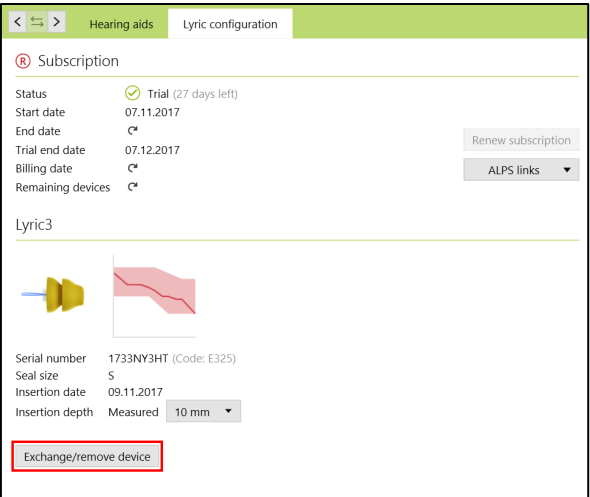 Hearing aids Lyric configuration
R Subscription
Status Trial (27 days left)
Start date 07.11.2017
End date
Trial end date 07.12.2017
Renew subscription
Billing date
ALPS links
Remaining devices
Lyric3
Serial number 1733NY3HT (Code: E325)
Seal size S
Insertion date 09.11.2017
Insertion depth Measured 10 mm
Exchange/remove device